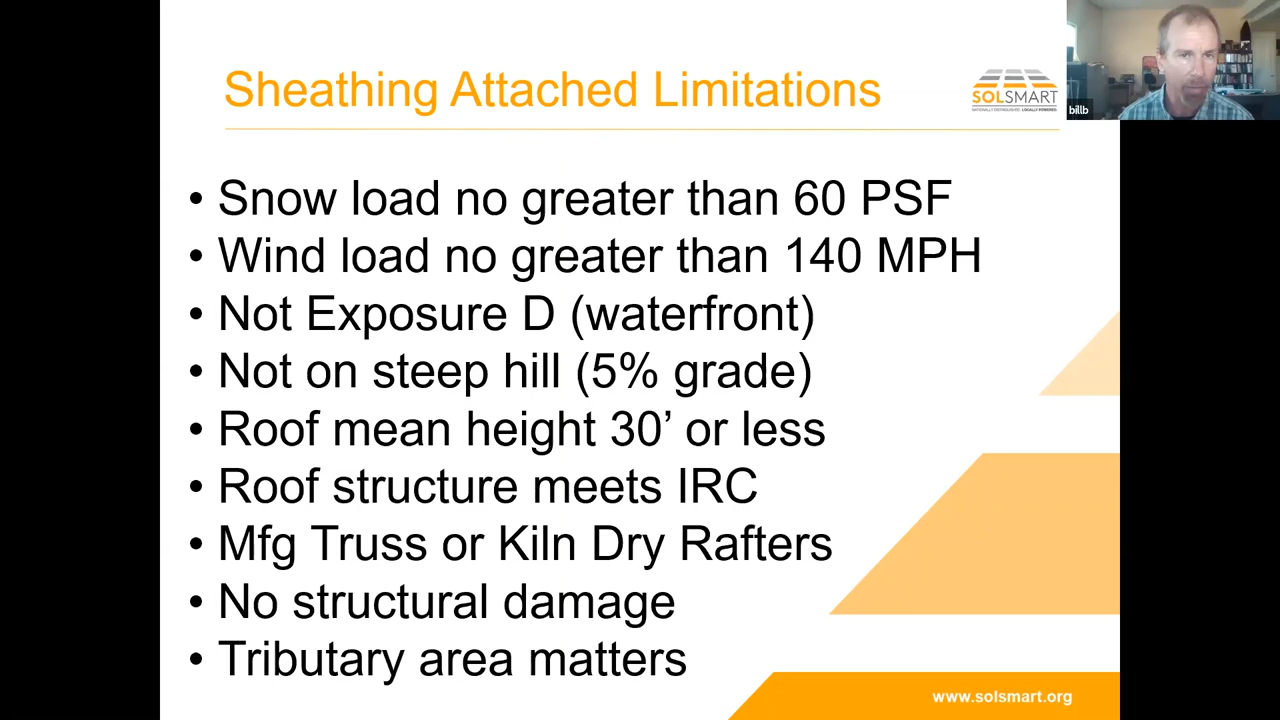 Sheathing Attached Limitations
SOLSMART
NATIONALLY DISTINGUISHED. LOCALLY POWERED.
billb
• Snow load no greater than 60 PSF
• Wind load no greater than 140 MPH
• Not Exposure D (waterfront)
• Not on steep hill (5% grade)
• Roof mean height 30’ or less
• Roof structure meets IRC
• Mfg Truss or Kiln Dry Rafters
• No structural damage
• Tributary area matters
www.solsmart.org